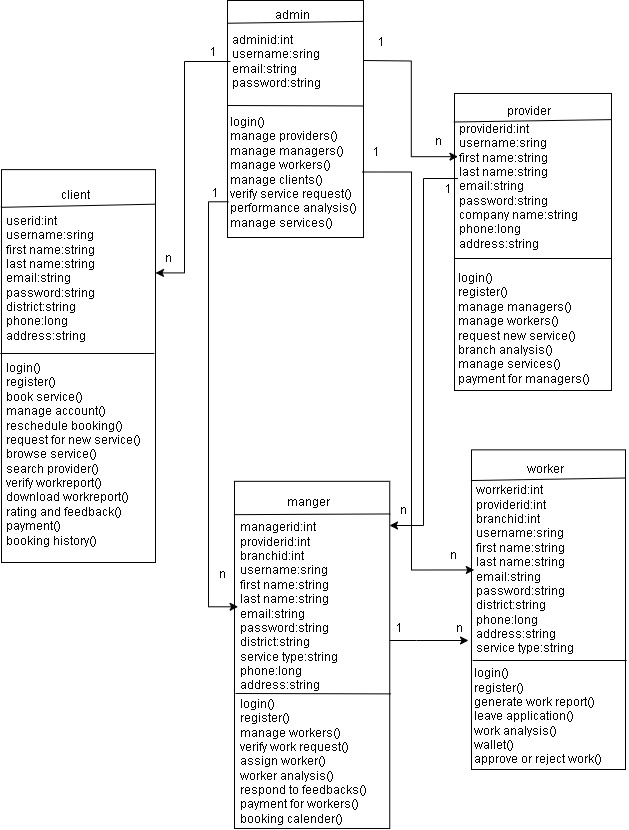 admin
adminid:int
username:sring
email:string
password:string
login()
manage providers()
manage managers()
manage workers()
manage clients()
verify service request()
performance analysis()
manage services()
1
1
1
1
provider
providerid:int
username:sring
first name:string
last name:string
email:string
password:string
company name:string
phone:long
address:string
login()
register()
manage managers()
manage workers()
request new service()
branch analysis()
manage services()
payment for managers()
n
1
client
userid:int
username:sring
first name:string
last name:string
email:string
password:string
district:string
phone:long
address:string
login()
register()
book service()
manage account()
reschedule booking()
request for new service()
browse service()
search provider()
verify workreport()
download workreport()
rating and feedback()
payment()
booking history()
n
manger
managerid:int
providerid:int
branchid:int
username:sring
first name:string
last name:string
email:string
password:string
district:string
service type:string
phone:long
address:string
login()
register()
manage workers()
verify work request()
assign worker()
worker analysis()
respond to feedbacks()
payment for workers()
booking calender()
n
n
1
n
n
worker
worrkerid:int
providerid:int
branchid:int
username:sring
first name:string
last name:string
email:string
password:string
district:string
phone:long
address:string
service type:string
login()
register()
generate work report()
leave application()
work analysis()
wallet()
approve or reject work()